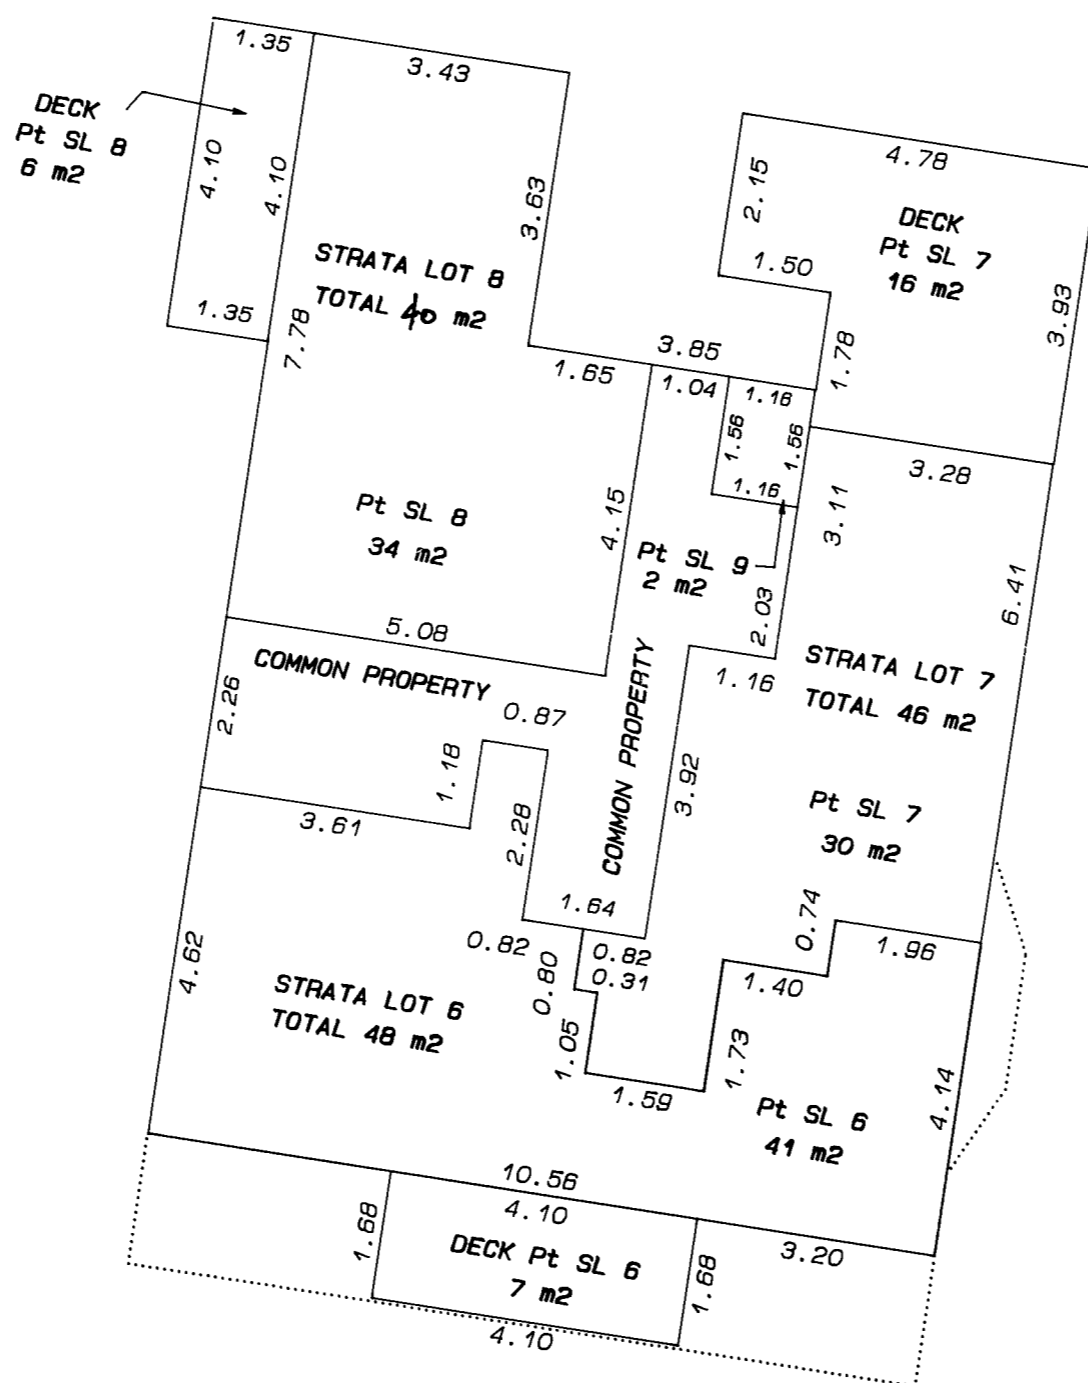 1.35
3.43
DECK
Pt SL 8
6 m2
4.10
4.10
3.63
STRATA LOT 8
TOTAL 40 m2
1.35
7.78
4.78
2.15
DECK
Pt SL 7
16 m2
1.50
3.93
1.78
3.85
1.65
1.04
1.16
1.56
1.56
1.16
3.28
3.11
Pt SL 8
34 m2
4.15
Pt SL 9
2 m2
2.03
6.41
5.08
COMMON PROPERTY
2.26
0.87
1.18
COMMON PROPERTY
1.16
STRATA LOT 7
TOTAL 46 m2
3.92
3.61
2.28
Pt SL 7
30 m2
1.64
0.82
0.82
0.31
0.80
0.74
1.96
1.40
4.62
STRATA LOT 6
TOTAL 48 m2
1.05
1.59
1.73
Pt SL 6
41 m2
4.14
10.56
4.10
3.20
1.68
DECK Pt SL 6
7 m2
1.68
4.10